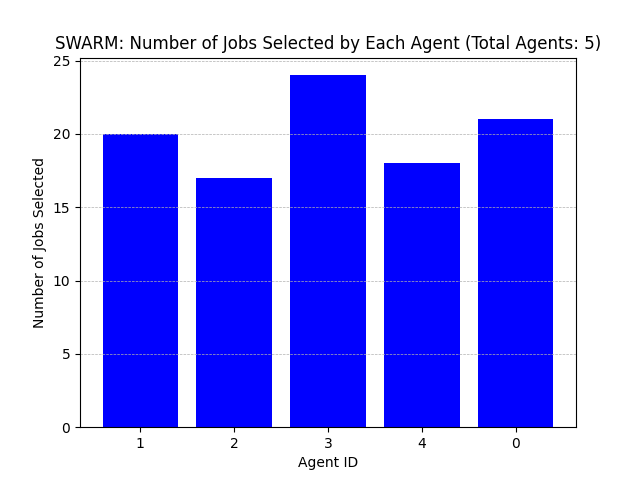 SWARM: Number of Jobs Selected by Each Agent (Total Agents: 5)
25
20
15
10
5
0
Number of Jobs Selected
1 2 3 4 0
Agent ID